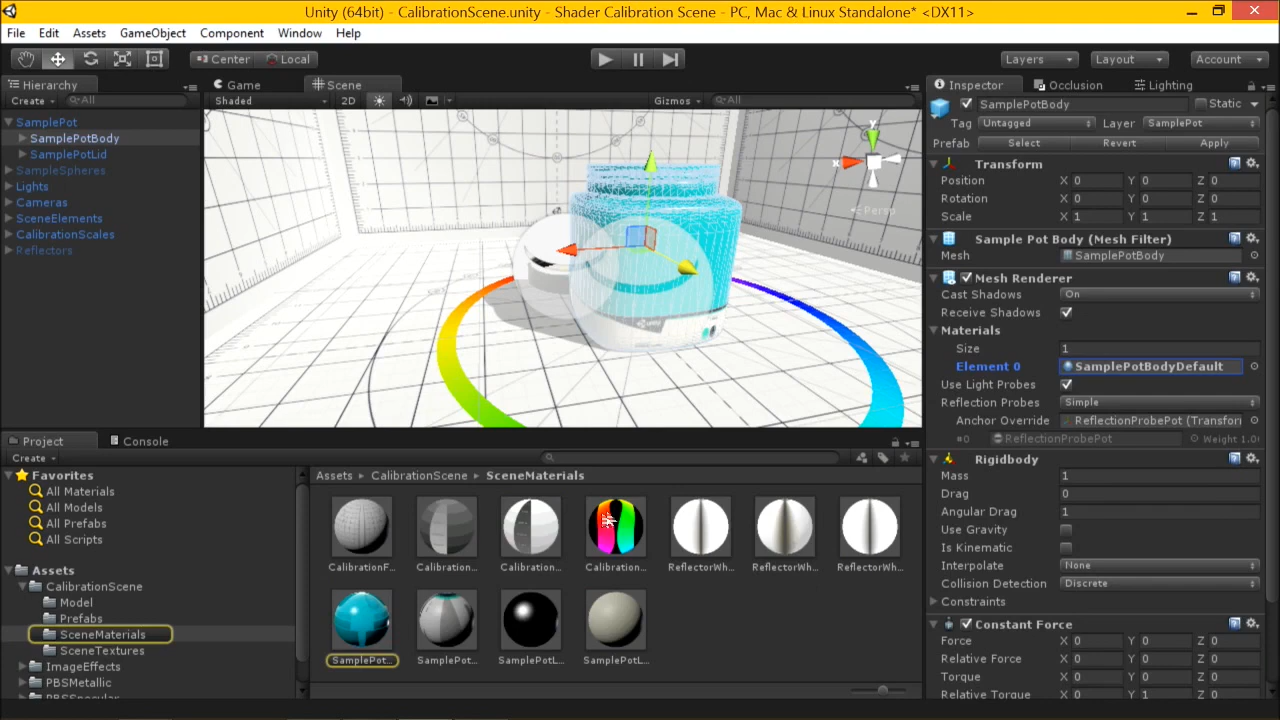 Unity (64bit) - CalibrationScene.unity - Shader Calibration Scene - PC, Mac & Linux Standalone* <DX11>
File Edit Assets GameObject Component Window Help
Center Local Layers Layout Account
Hierarchy
Create All
SamplePot
SamplePotBody
SamplePotLid
SampleSpheres
Lights
Cameras
SceneElements
CalibrationScales
Reflectors
Game Scene
Shaded 2D Gizmos All
y
x
Persp
Inspector Occlusion Lighting
SamplePotBody Static
Tag Untagged Layer SamplePot
Prefab Select Revert Apply
Transform
Position X 0 Y 0 Z 0
Rotation X 0 Y 0 Z 0
Scale X 1 Y 1 Z 1
Sample Pot Body (Mesh Filter)
Mesh SamplePotBody
Mesh Renderer
Cast Shadows On
Receive Shadows
Materials
Size 1
Element 0 SamplePotBodyDefault
Use Light Probes
Reflection Probes Simple
Anchor Override ReflectionProbePot (Transfor
#0 ReflectionProbePot Weight 1.0
Rigidbody
Mass 1
Drag 0
Angular Drag 1
Use Gravity
Is Kinematic
Interpolate None
Collision Detection Discrete
Constraints
Constant Force
Force X 0 Y 0 Z 0
Relative Force X 0 Y 0 Z 0
Torque X 0 Y 0 Z 0
Relative Torque X 0 Y 1 Z 0
Project Console
Create
Favorites
All Materials
All Models
All Prefabs
All Scripts
Assets
CalibrationScene
Model
Prefabs
SceneMaterials
SceneTextures
ImageEffects
PBSMetallic
PBSSpecular
Assets CalibrationScene SceneMaterials
CalibrationF... Calibration... Calibration... Calibration... ReflectorWh... ReflectorWh... ReflectorWh...
SamplePot... SamplePot... SamplePotL... SamplePotL...